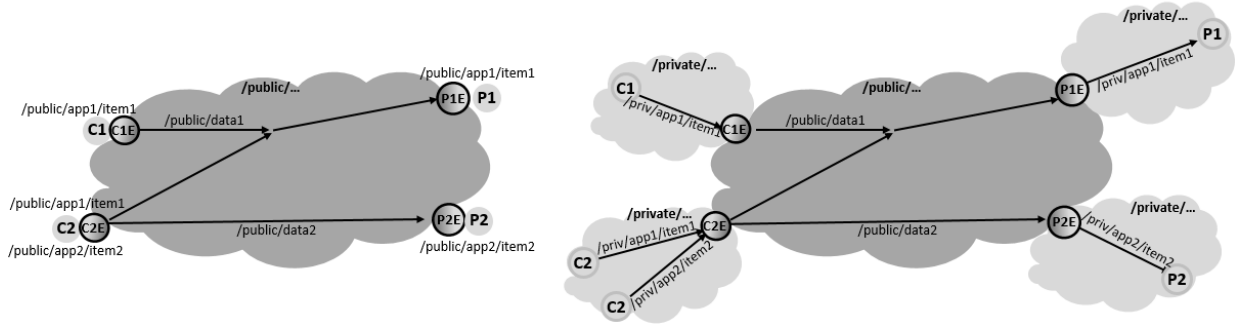 /public/...
/public/app1/item1
P1E P1
/public/app1/item1
C1 C1E
/public/data1
/public/app1/item1
C2 C2E
/public/app2/item2
/public/data2
P2E P2
/public/app2/item2
/private/...
P1
/priv/app1/item1
P1E
/private/...
C1
/priv/app1/item1
C1E
/public/...
/public/data1
/private/...
C2E
/priv/app1/item1
C2
/priv/app2/item2
C2
/public/data2
P2E
/private/...
/priv/app2/item2
P2